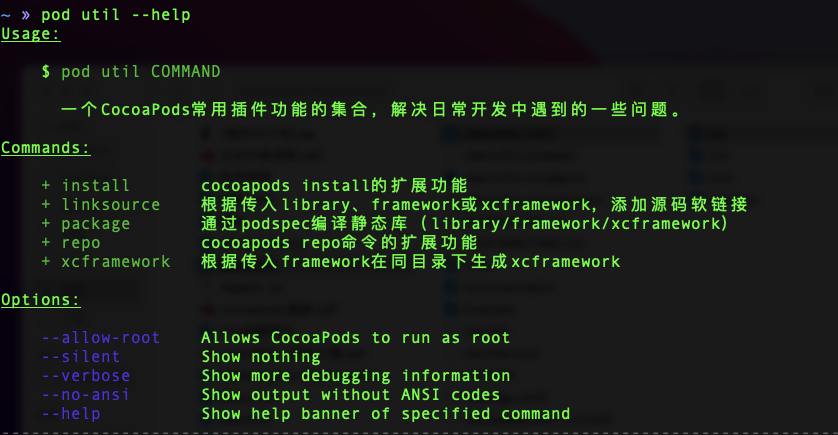 ~ » pod util --help
Usage:
$ pod util COMMAND
一个CocoaPods常用插件功能的集合，解决日常开发中遇到的一些问题。
Commands:
+ install cocoapods install的扩展功能
+ linksource 根据传入library、framework或xcframework，添加源码软链接
+ package 通过podspec编译静态库（library/framework/xcframework）
+ repo cocoapods repo命令的扩展功能
+ xcframework 根据传入framework在同目录下生成xcframework
Options:
--allow-root Allows CocoaPods to run as root
--silent Show nothing
--verbose Show more debugging information
--no-ansi Show output without ANSI codes
--help Show help banner of specified command